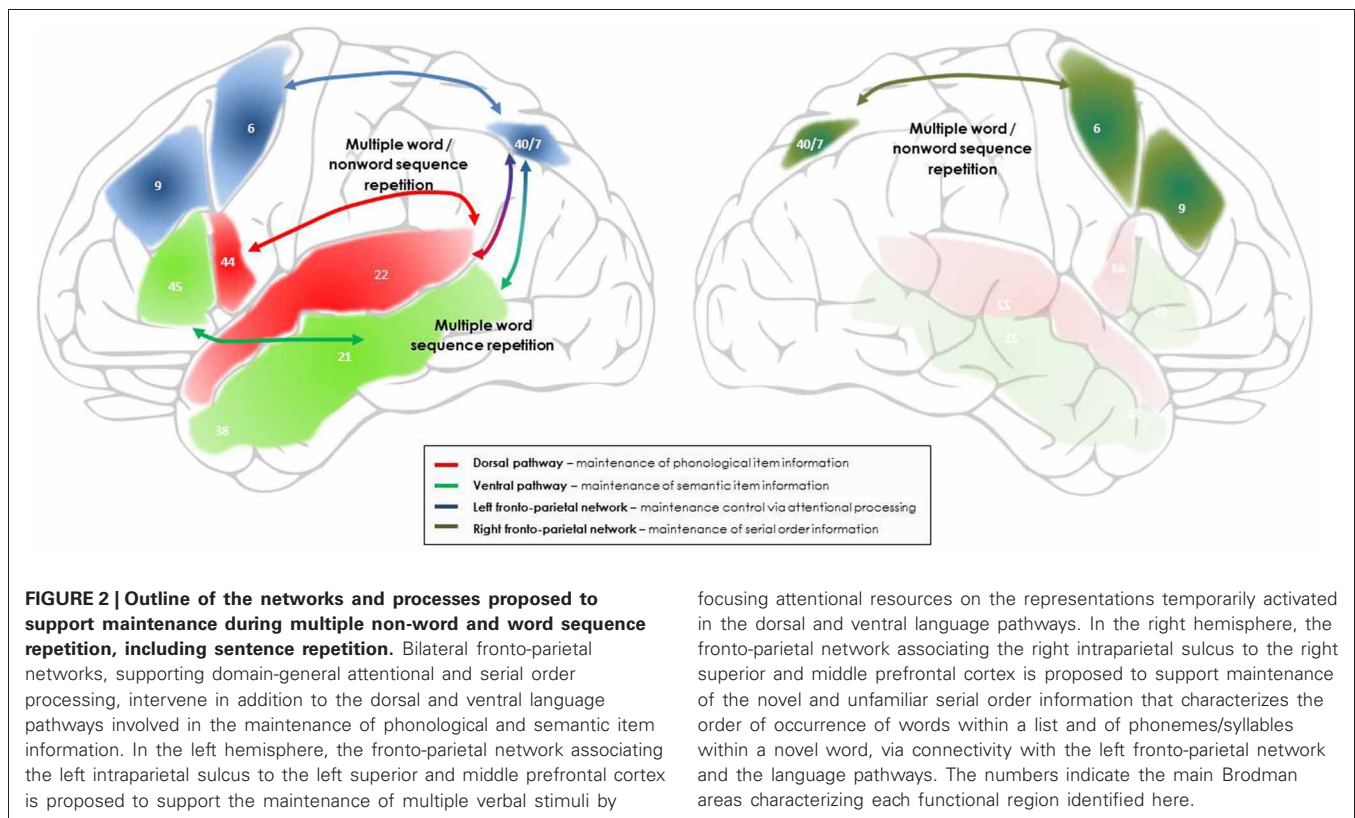 6
9
44
45
22
21
38
40/7
Multiple word /
nonword sequence
repetition
Multiple word
sequence repetition
40/7
Multiple word /
nonword sequence
repetition
6
9
44
22
21
Dorsal pathway – maintenance of phonological item information
Ventral pathway – maintenance of semantic item information
Left fronto-parietal network – maintenance control via attentional processing
Right fronto-parietal network – maintenance of serial order information
FIGURE 2 | Outline of the networks and processes proposed to
support maintenance during multiple non-word and word sequence
repetition, including sentence repetition. Bilateral fronto-parietal
networks, supporting domain-general attentional and serial order
processing, intervene in addition to the dorsal and ventral language
pathways involved in the maintenance of phonological and semantic item
information. In the left hemisphere, the fronto-parietal network associating
the left intraparietal sulcus to the left superior and middle prefrontal cortex
is proposed to support the maintenance of multiple verbal stimuli by
focusing attentional resources on the representations temporarily activated
in the dorsal and ventral language pathways. In the right hemisphere, the
fronto-parietal network associating the right intraparietal sulcus to the right
superior and middle prefrontal cortex is proposed to support maintenance
of the novel and unfamiliar serial order information that characterizes the
order of occurrence of words within a list and of phonemes/syllables
within a novel word, via connectivity with the left fronto-parietal network
and the language pathways. The numbers indicate the main Brodman
areas characterizing each functional region identified here.